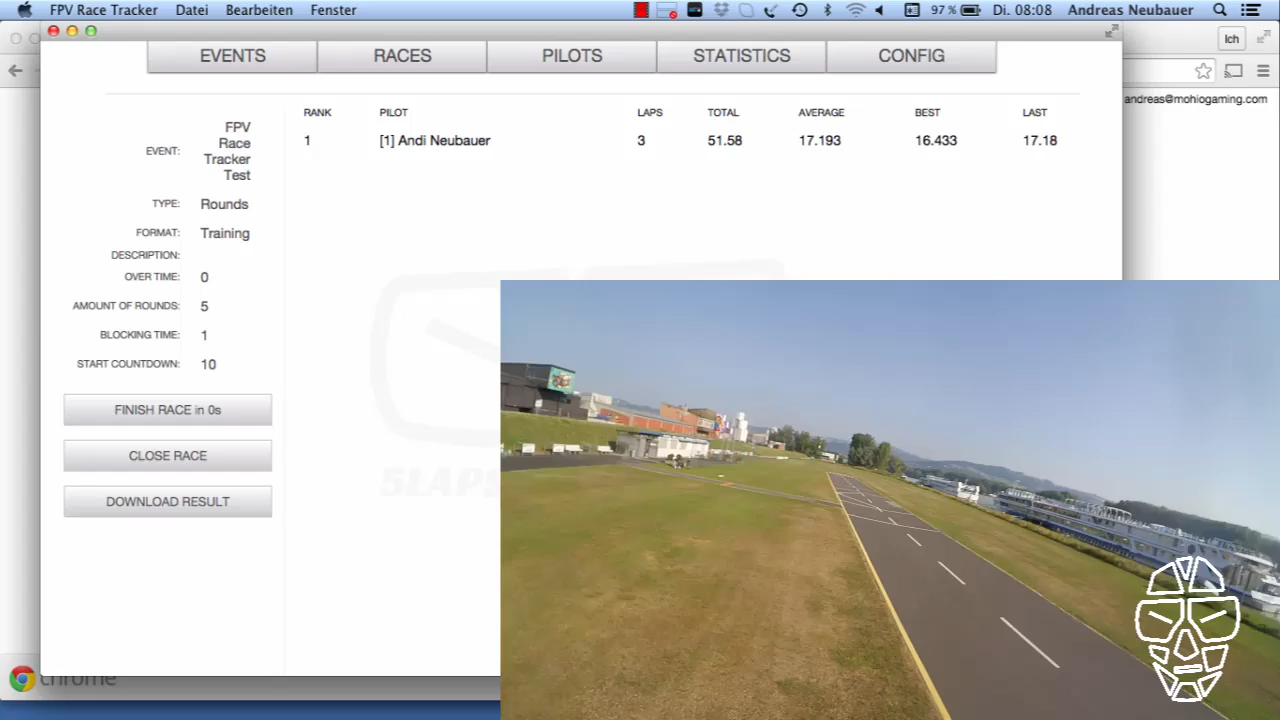 FPV Race Tracker Datei Bearbeiten Fenster 97 % Di. 08:08 Andreas Neubauer
Ich
EVENTS RACES PILOTS STATISTICS CONFIG
andreas@mohiogaming.com
RANK PILOT LAPS TOTAL AVERAGE BEST LAST
1 [1] Andi Neubauer 3 51.58 17.193 16.433 17.18
EVENT: FPV
Race
Tracker
Test
TYPE: Rounds
FORMAT: Training
DESCRIPTION:
OVER TIME: 0
AMOUNT OF ROUNDS: 5
BLOCKING TIME: 1
START COUNTDOWN: 10
FINISH RACE in 0s
CLOSE RACE
DOWNLOAD RESULT
5LAPS
chrome